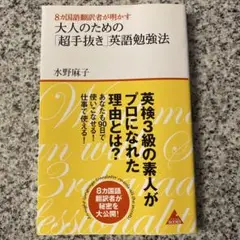 8カ国語翻訳者が明かす
大人のための
「超手抜き」英語勉強法
水野麻子
英検3級の素人が
プロになれた
理由とは?
あなたも90日で
使いこなせる!
仕事で使える!
8カ国語
翻訳者が
秘密を
大公開!